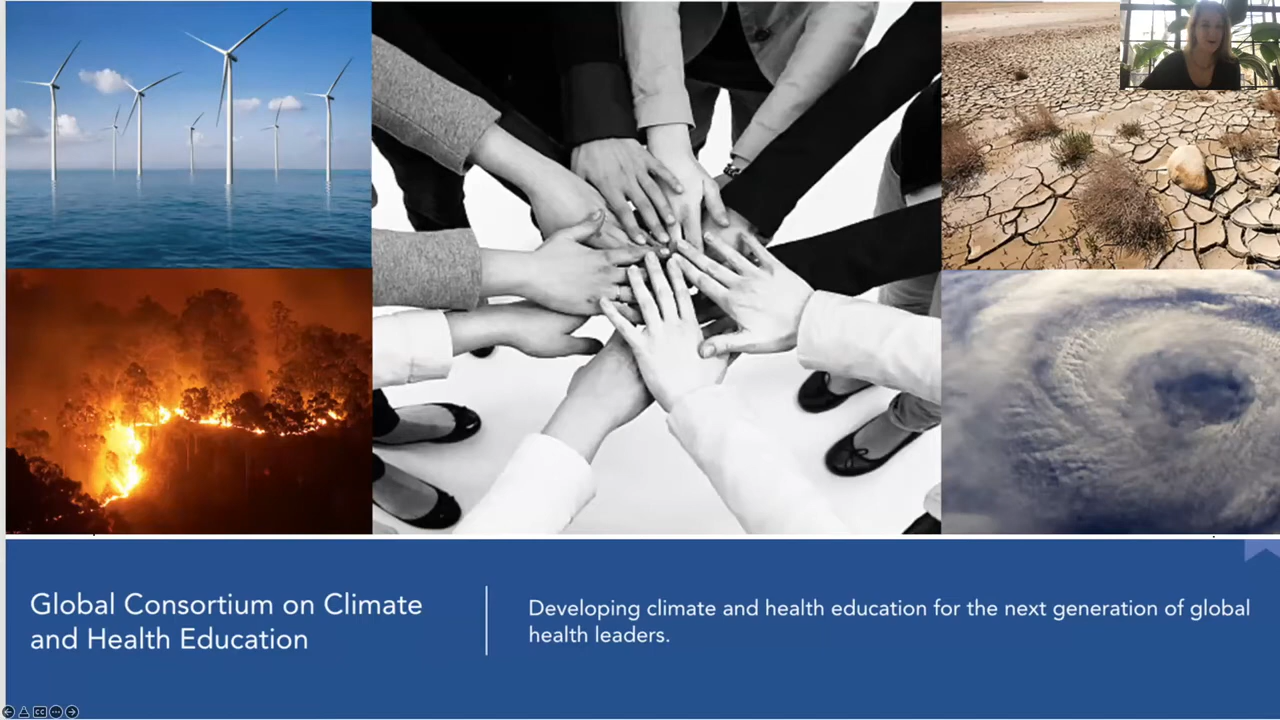 Global Consortium on Climate
and Health Education
Developing climate and health education for the next generation of global
health leaders.
CC